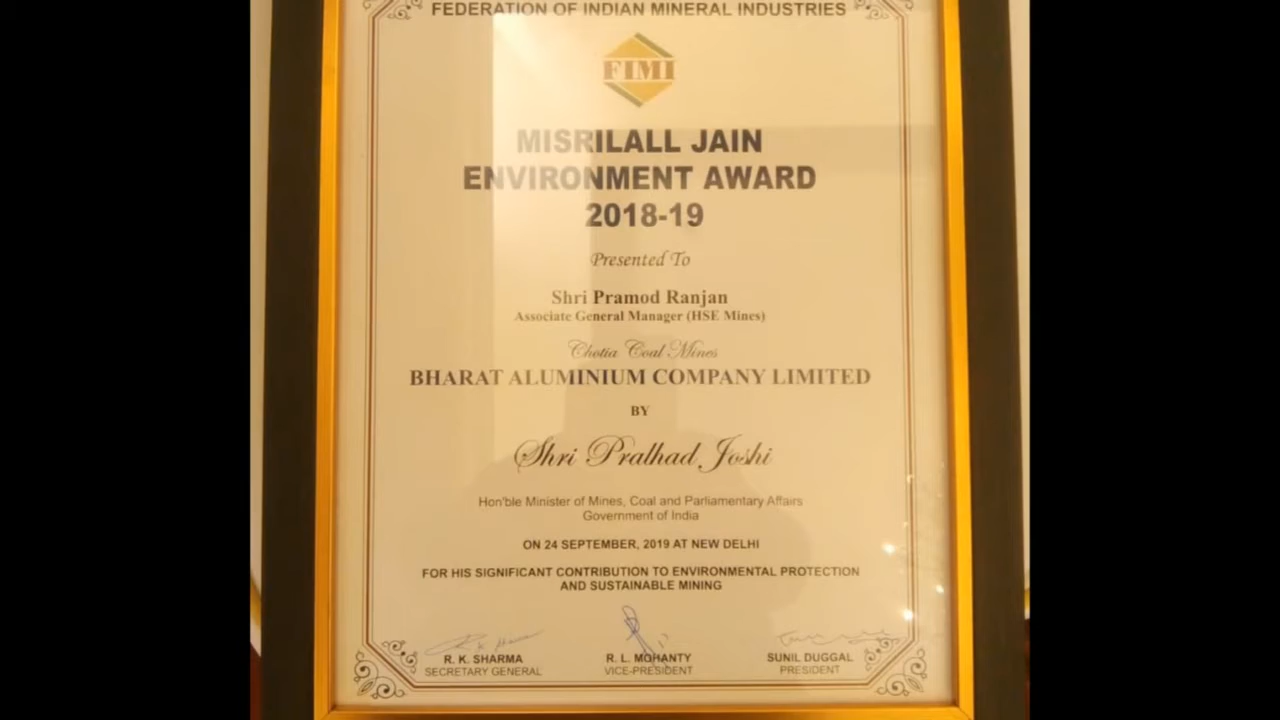 FEDERATION OF INDIAN MINERAL INDUSTRIES
FIMI
MISRILALL JAIN
ENVIRONMENT AWARD
2018-19
Presented To
Shri Pramod Ranjan
Associate General Manager (HSE Mines)
Chotia Coal Mines
BHARAT ALUMINIUM COMPANY LIMITED
BY
Shri Pralhad Joshi
Hon'ble Minister of Mines, Coal and Parliamentary Affairs
Government of India
ON 24 SEPTEMBER, 2019 AT NEW DELHI
FOR HIS SIGNIFICANT CONTRIBUTION TO ENVIRONMENTAL PROTECTION
AND SUSTAINABLE MINING
R. K. SHARMA
SECRETARY GENERAL
R. L. MOHANTY
VICE-PRESIDENT
SUNIL DUGGAL
PRESIDENT